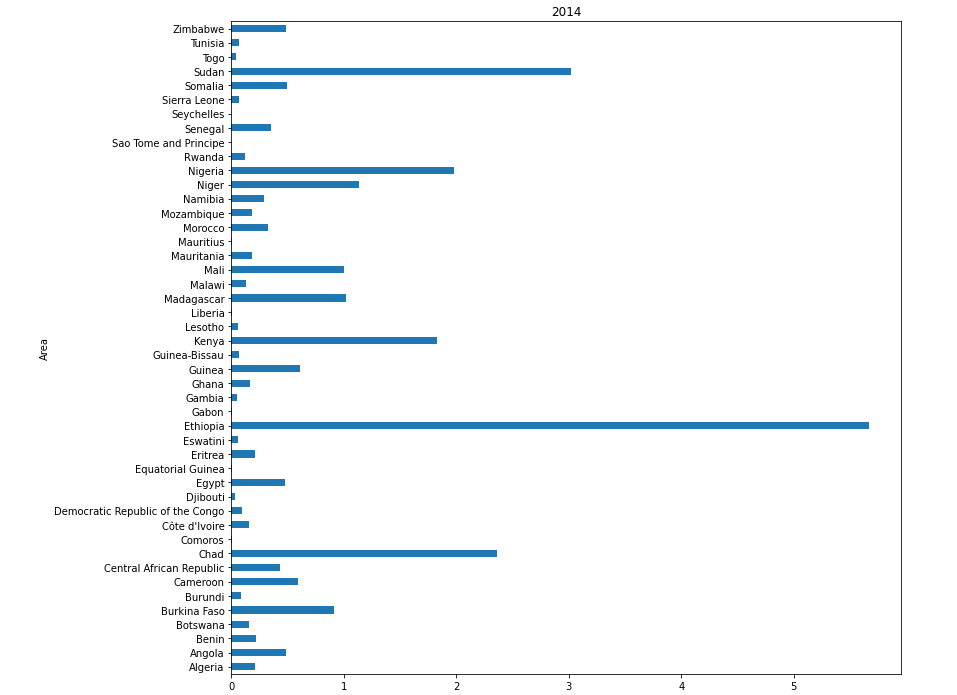 2014
Zimbabwe
Tunisia
Togo
Sudan
Somalia
Sierra Leone
Seychelles
Senegal
Sao Tome and Principe
Rwanda
Nigeria
Niger
Namibia
Mozambique
Morocco
Mauritius
Mauritania
Mali
Malawi
Madagascar
Liberia
Lesotho
Kenya
Area
Guinea-Bissau
Guinea
Ghana
Gambia
Gabon
Ethiopia
Eswatini
Eritrea
Equatorial Guinea
Egypt
Djibouti
Democratic Republic of the Congo
Côte d'Ivoire
Comoros
Chad
Central African Republic
Cameroon
Burundi
Burkina Faso
Botswana
Benin
Angola
Algeria
0 1 2 3 4 5